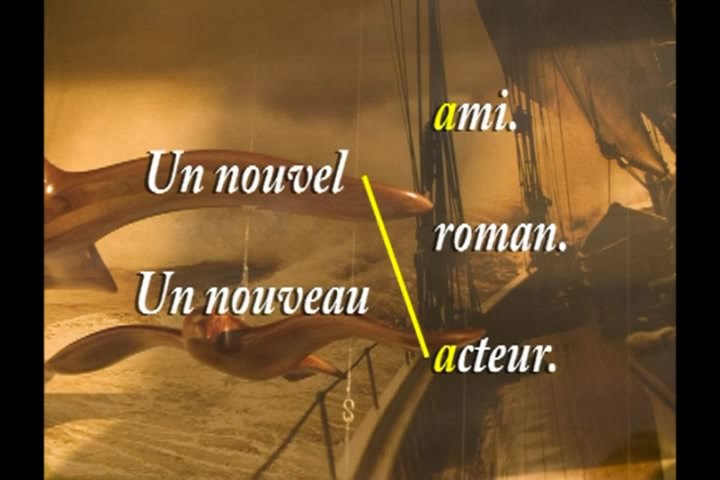 ami.
Un nouvel
roman.
Un nouveau
acteur.